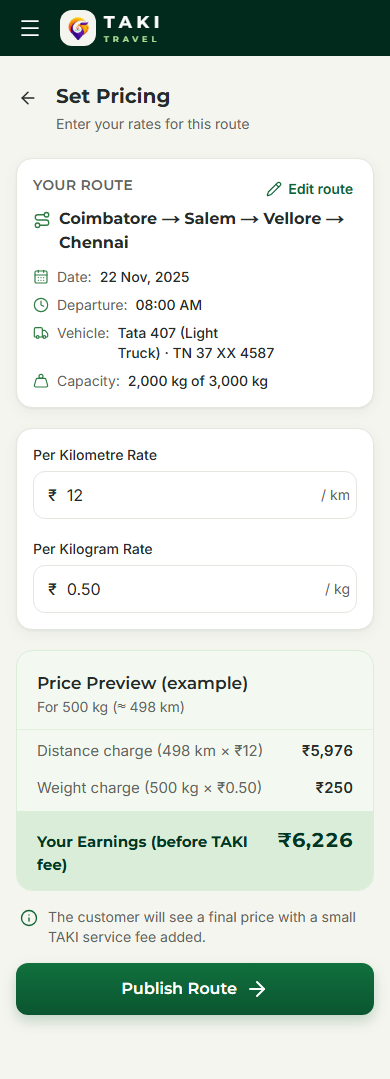 TAKI
TRAVEL
Set Pricing
Enter your rates for this route
YOUR ROUTE
Edit route
Coimbatore → Salem → Vellore →
Chennai
Date: 22 Nov, 2025
Departure: 08:00 AM
Vehicle: Tata 407 (Light
Truck) · TN 37 XX 4587
Capacity: 2,000 kg of 3,000 kg
Per Kilometre Rate
₹ 12 / km
Per Kilogram Rate
₹ 0.50 / kg
Price Preview (example)
For 500 kg (≈ 498 km)
Distance charge (498 km × ₹12) ₹5,976
Weight charge (500 kg × ₹0.50) ₹250
Your Earnings (before TAKI ₹6,226
fee)
The customer will see a final price with a small
TAKI service fee added.
Publish Route →